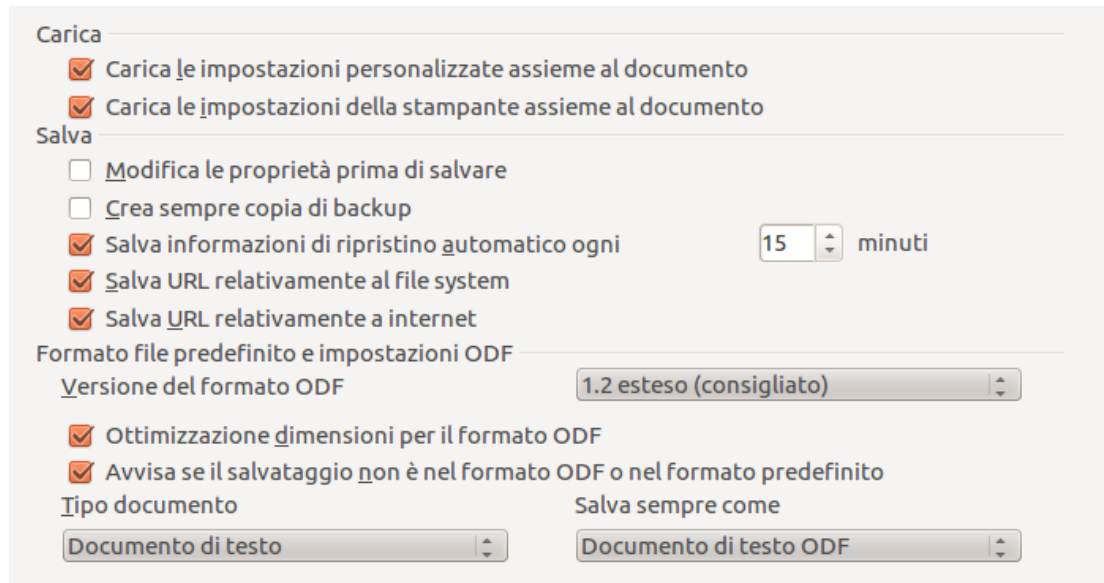 Carica
Carica le impostazioni personalizzate assieme al documento
Carica le impostazioni della stampante assieme al documento
Salva
Modifica le proprietà prima di salvare
Crea sempre copia di backup
Salva informazioni di ripristino automatico ogni 15 minuti
Salva URL relativamente al file system
Salva URL relativamente a internet
Formato file predefinito e impostazioni ODF
Versione del formato ODF 1.2 esteso (consigliato)
Ottimizzazione dimensioni per il formato ODF
Avvisa se il salvataggio non è nel formato ODF o nel formato predefinito
Tipo documento Salva sempre come
Documento di testo Documento di testo ODF